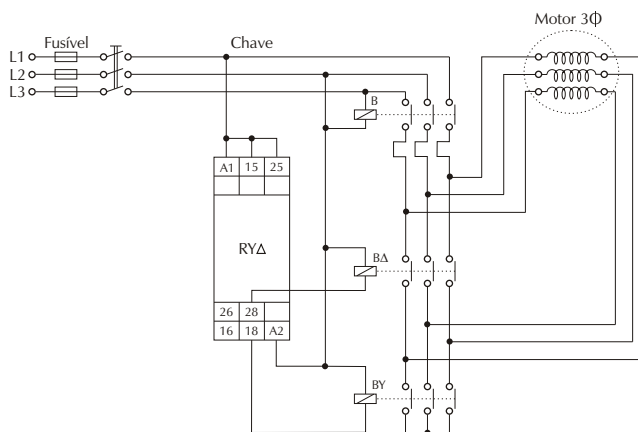 Motor 3Φ
Fusível
Chave
L1
L2
L3
B
A1 15 25
RYΔ
BΔ
26 28
16 18 A2
BY